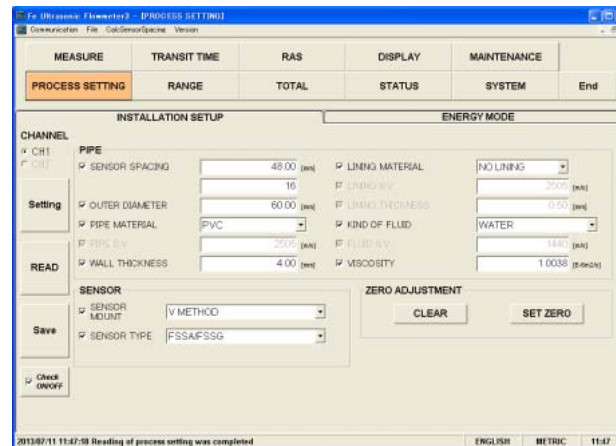 Fe Ultrasonic Flowmeter3 - [PROCESS SETTING]
Communication File CalcSensorSpacing Version
MEASURE TRANSIT TIME RAS DISPLAY MAINTENANCE
PROCESS SETTING RANGE TOTAL STATUS SYSTEM End
INSTALLATION SETUP ENERGY MODE
CHANNEL
CH1
CH2
Setting
READ
Save
Check ON/OFF
PIPE
SENSOR SPACING 48.00 [mm]
16
OUTER DIAMETER 60.00 [mm]
PIPE MATERIAL PVC
PIPE S.V. 2505 [m/s]
WALL THICKNESS 4.00 [mm]
LINING MATERIAL NO LINING
LINING S.V. 2505 [m/s]
LINING THICKNESS 0.50 [mm]
KIND OF FLUID WATER
FLUID S.V. 1440 [m/s]
VISCOSITY 1.0038 [E-6m2/s]
SENSOR
SENSOR MOUNT V METHOD
SENSOR TYPE FSSA/FSSG
ZERO ADJUSTMENT
CLEAR SET ZERO
2013/07/11 11:47:18 Reading of process setting was completed ENGLISH METRIC 11:47